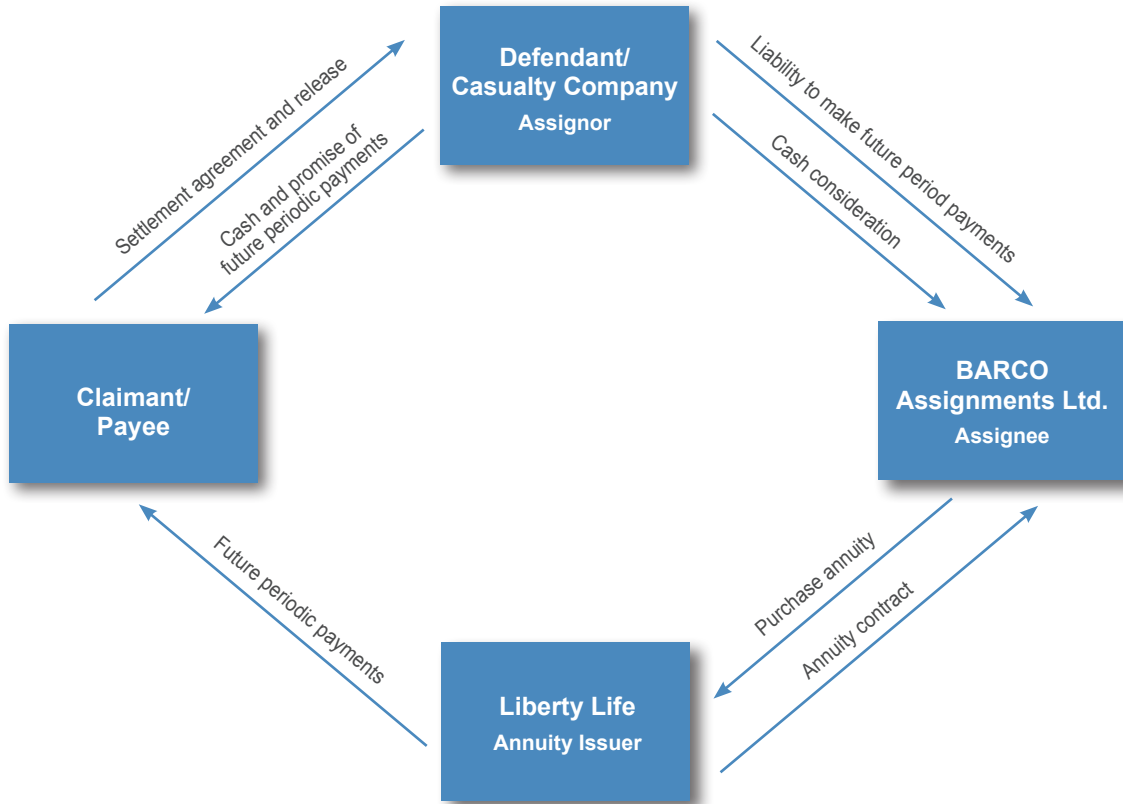 Defendant/
Casualty Company
Assignor
Settlement agreement and release
Cash and promise of
future periodic payments
Liability to make future period payments
Cash consideration
Claimant/
Payee
BARCO
Assignments Ltd.
Assignee
Future periodic payments
Purchase annuity
Annuity contract
Liberty Life
Annuity Issuer